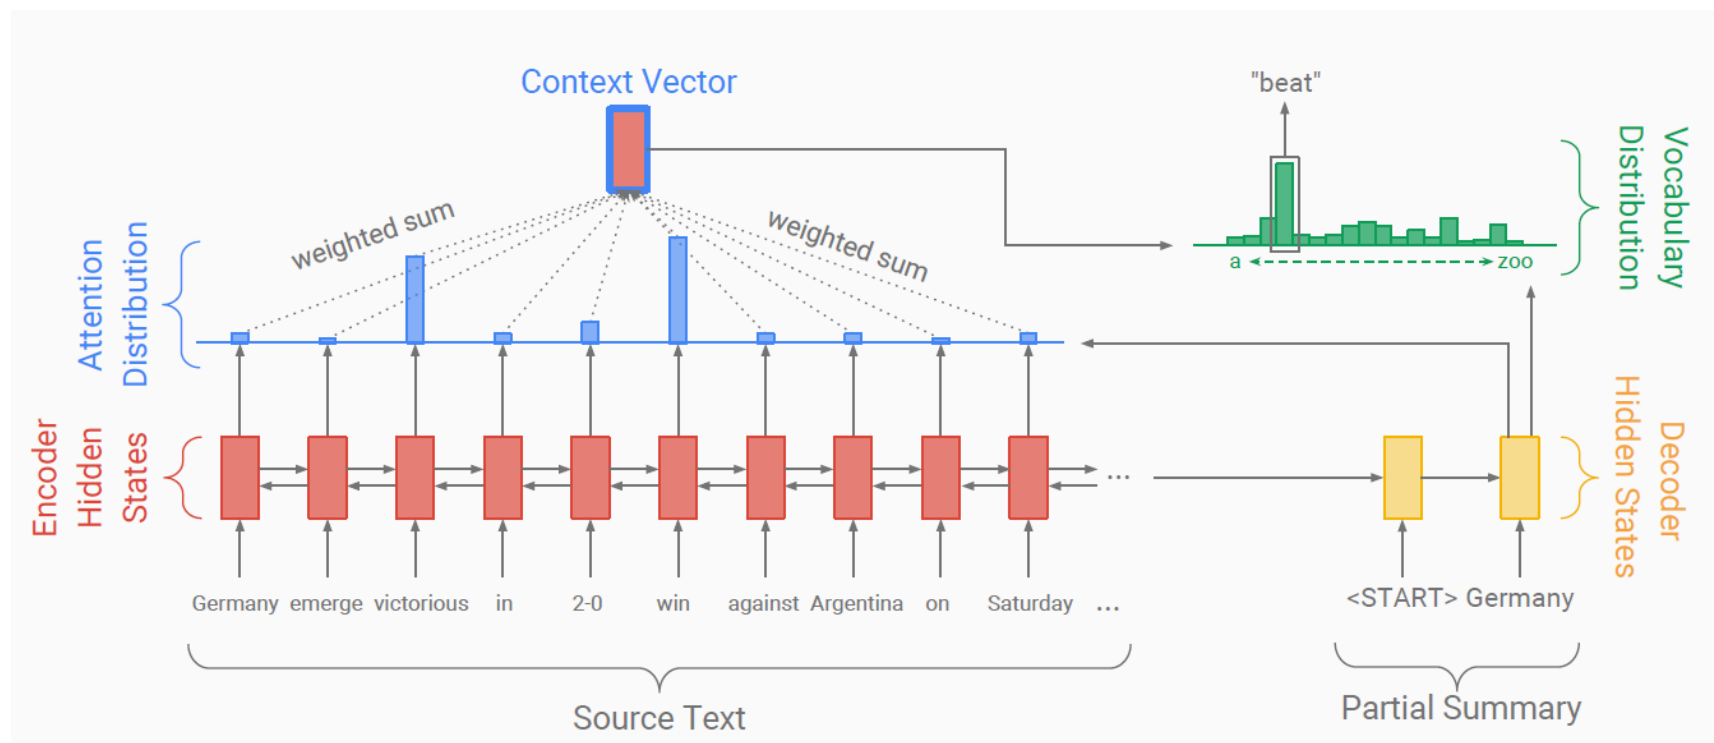 Context Vector
"beat"
Vocabulary
Distribution
weighted sum
weighted sum
Attention
Distribution
a
zoo
Encoder
Hidden
States
...
Decoder
Hidden States
Germany emerge victorious in 2-0 win against Argentina on Saturday ...
<START> Germany
Source Text
Partial Summary